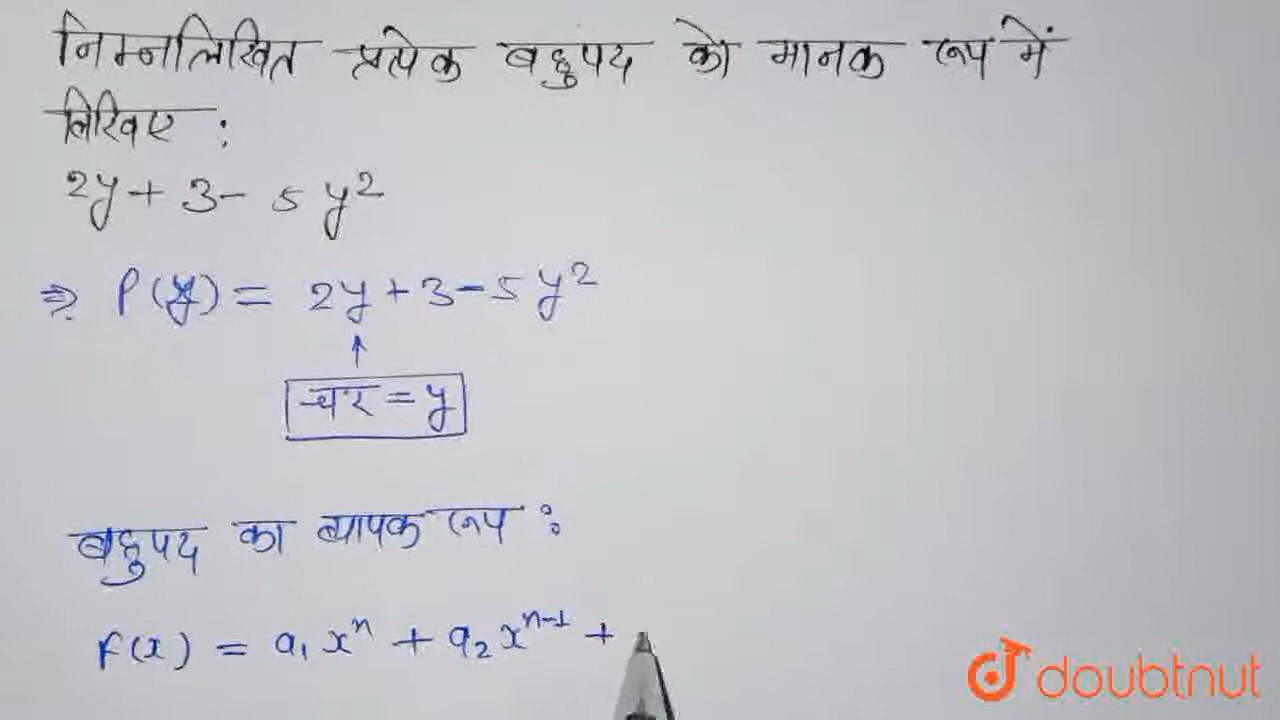 निम्नलिखित प्रत्येक बहुपद को मानक रूप में
लिखिए :
2y + 3 - 5y²
⇒ P(y) = 2y + 3 - 5y²
↑
चर = y
बहुपद का व्यापक रूप :
F(x) = a₁xⁿ + a₂xⁿ⁻¹ +
doubtnut